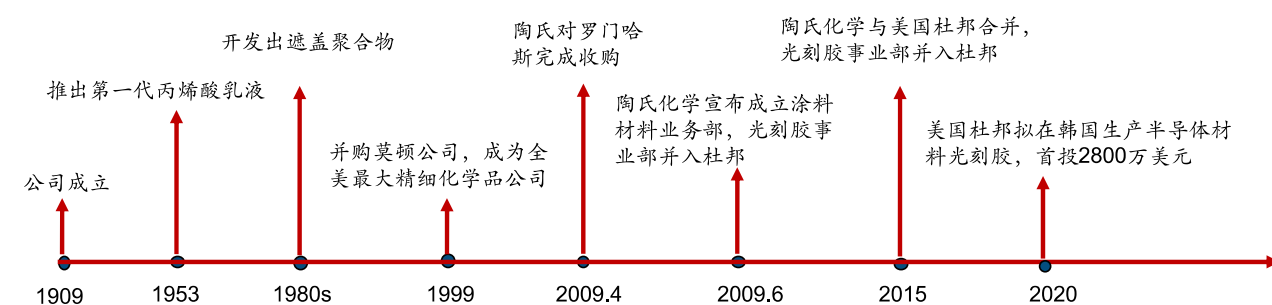 公司成立
推出第一代丙烯酸乳液
开发出遮盖聚合物
并购莫顿公司，成为全
美最大精细化学品公司
陶氏对罗门哈
斯完成收购
陶氏化学宣布成立涂料
材料业务部，光刻胶事
业部并入杜邦
陶氏化学与美国杜邦合并，
光刻胶事业部并入杜邦
美国杜邦拟在韩国生产半导体材
料光刻胶，首投2800万美元
1909
1953
1980s
1999
2009.4
2009.6
2015
2020